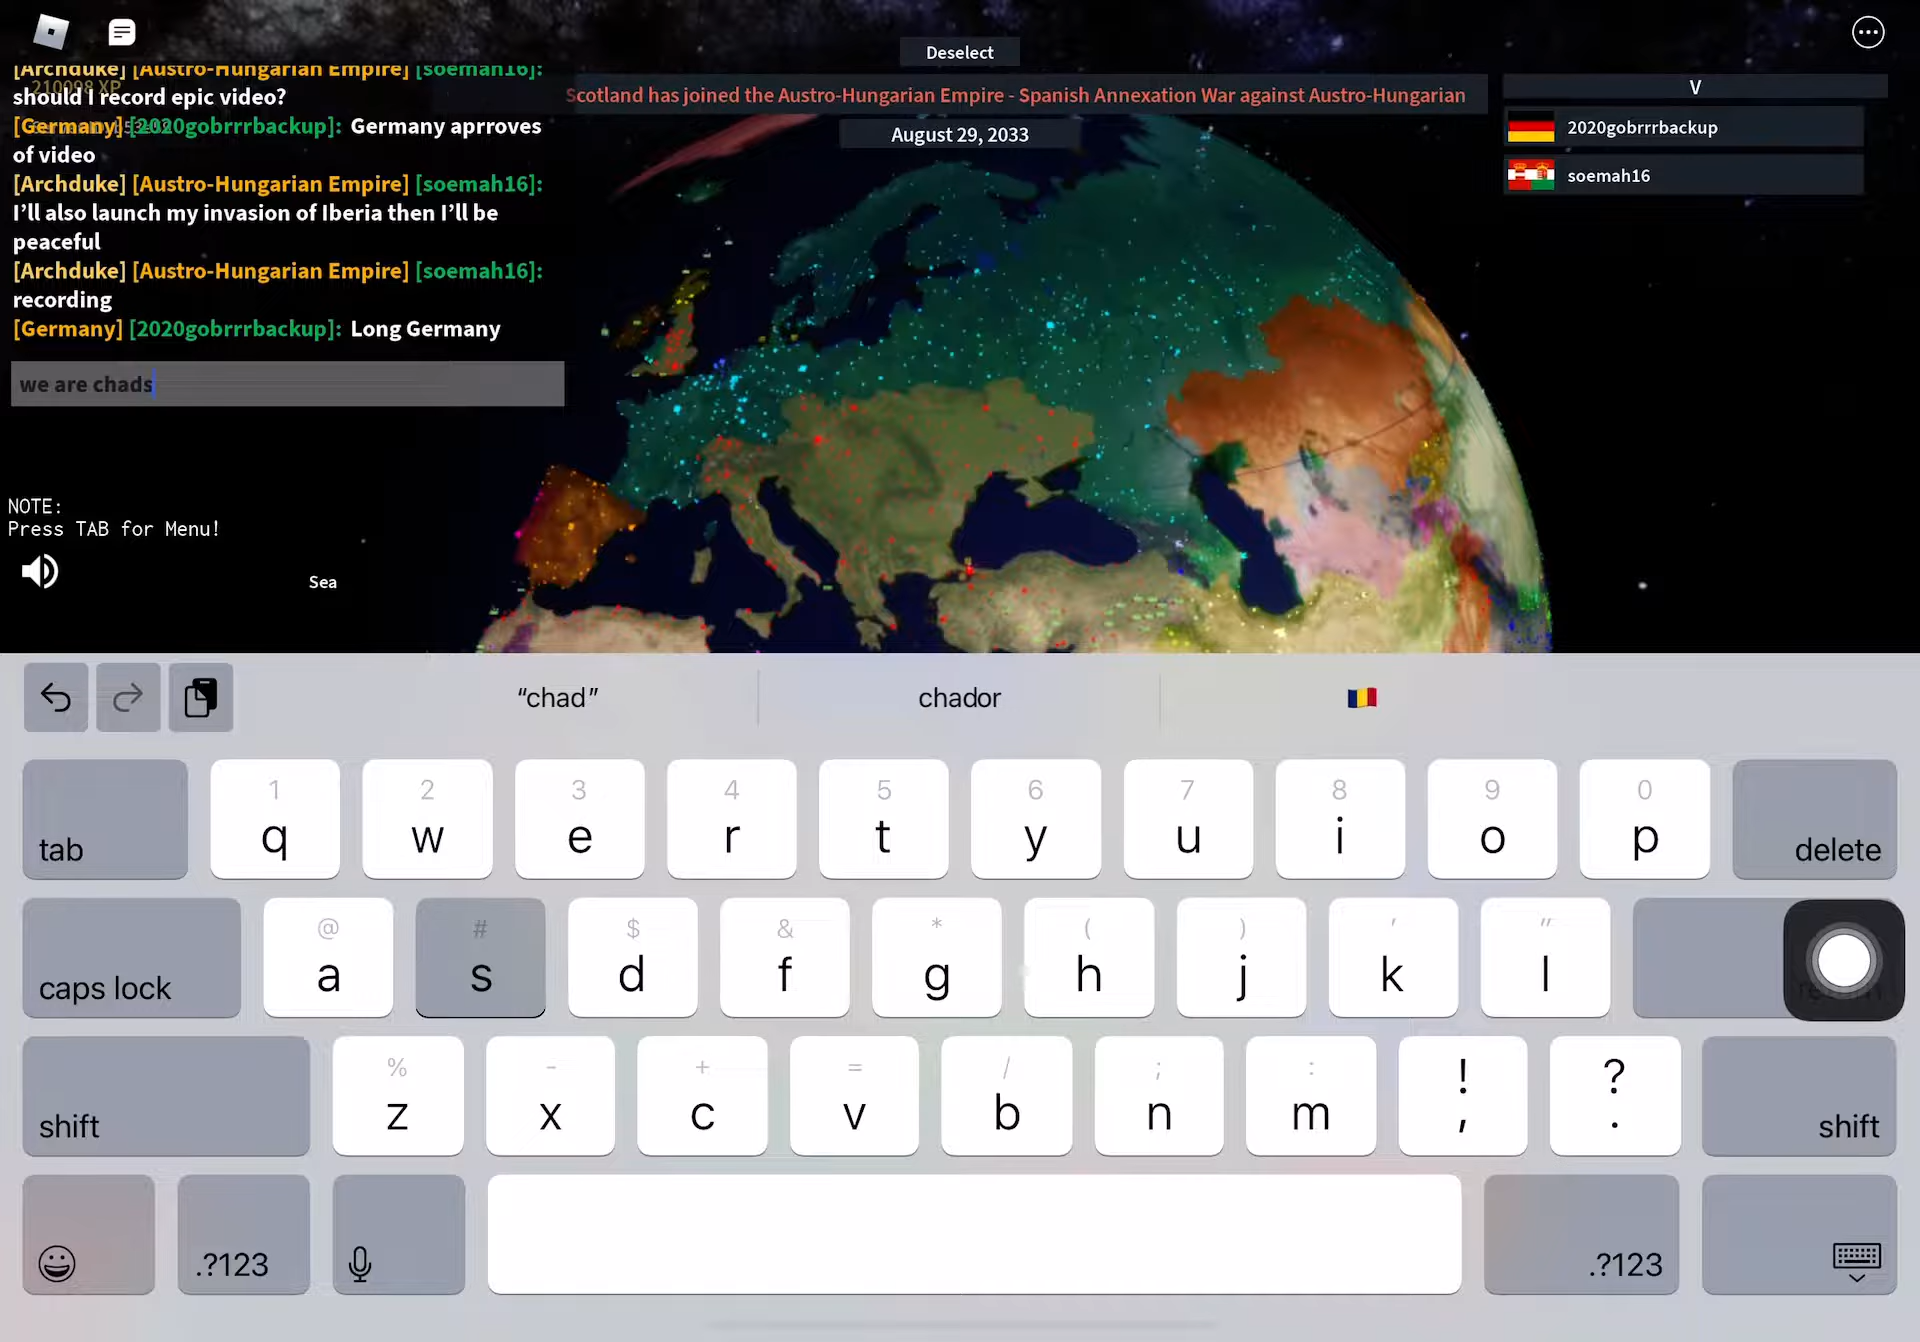 Deselect
[Archduke] [Austro-Hungarian Empire] [soemah16]:
210098 XP
should I record epic video?
Scotland has joined the Austro-Hungarian Empire - Spanish Annexation War against Austro-Hungarian
V
[Germany] [2020gobrrrbackup]: Germany aprroves
of video
August 29, 2033
2020gobrrrbackup
soemah16
[Archduke] [Austro-Hungarian Empire] [soemah16]:
I'll also launch my invasion of Iberia then I'll be
peaceful
[Archduke] [Austro-Hungarian Empire] [soemah16]:
recording
[Germany] [2020gobrrrbackup]: Long Germany
we are chads
NOTE:
Press TAB for Menu!
Sea
“chad” chador
1 2 3 4 5 6 7 8 9 0
tab q w e r t y u i o p delete
@ # $ & * ( ) ' "
caps lock a s d f g h j k l
% - + = / ; : ! ?
shift z x c v b n m , . shift
.?123 .?123